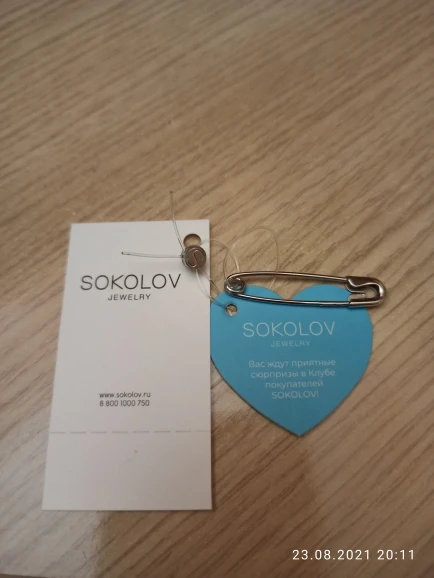 SOKOLOV
JEWELRY
www.sokolov.ru
8 800 1000 750
SOKOLOV
JEWELRY
Вас ждут приятные
сюрпризы в Клубе
покупателей
SOKOLOV!
23.08.2021 20:11